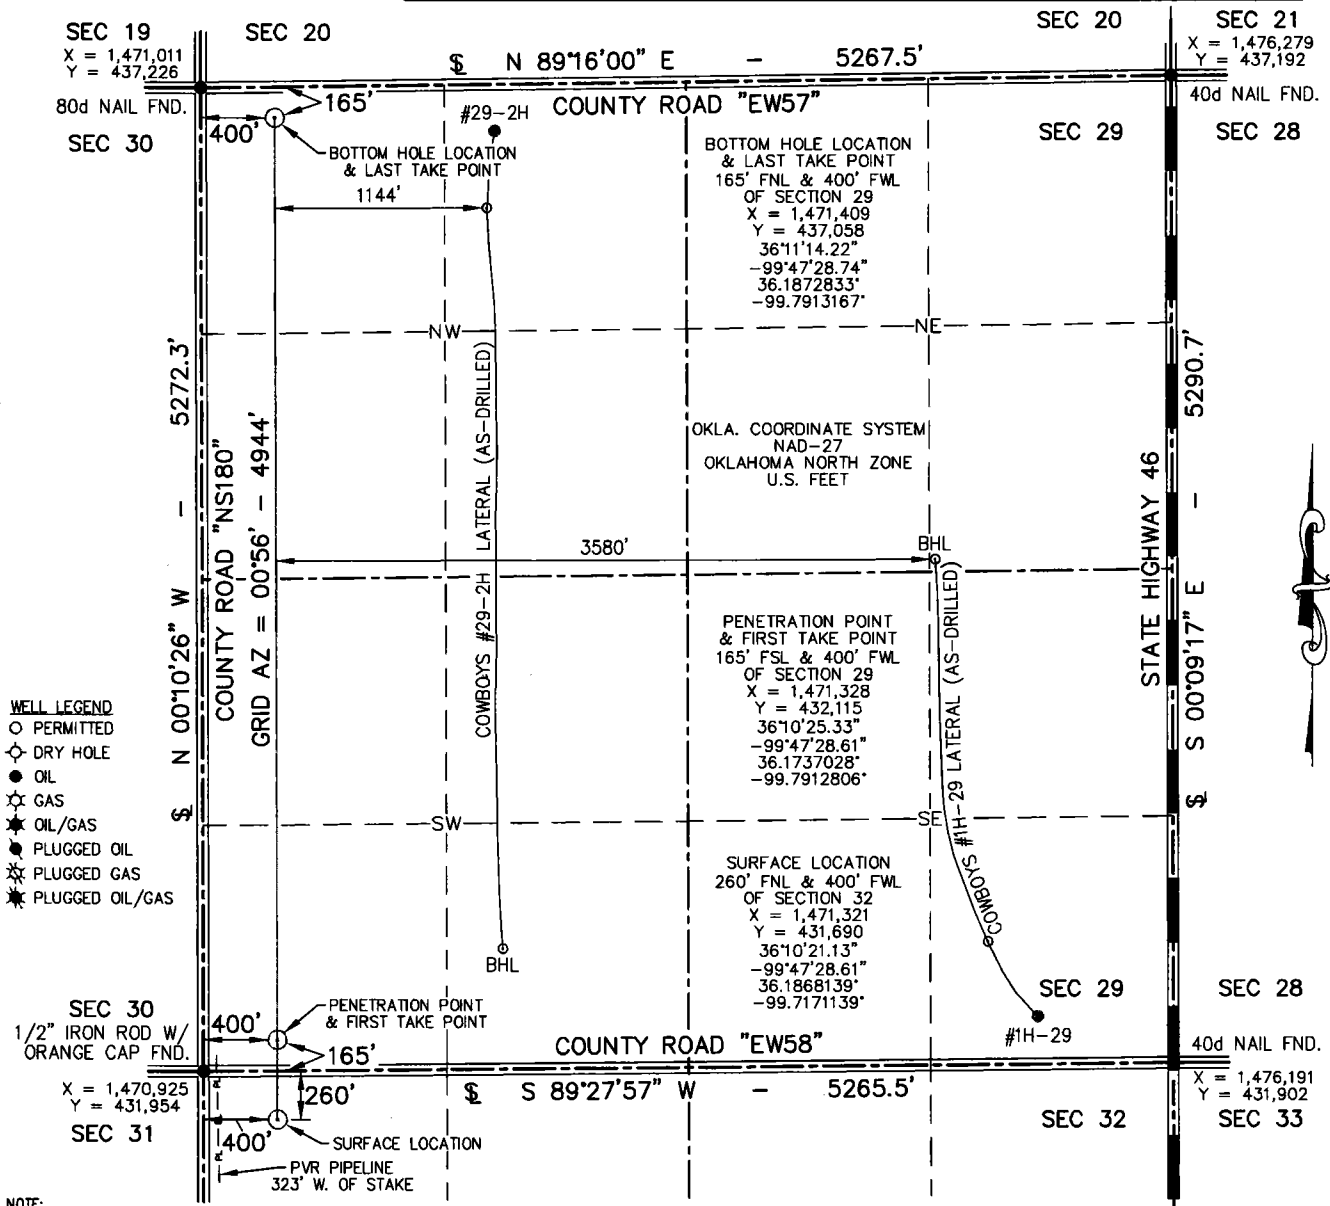 SEC 19
SEC 20
SEC 20
SEC 21
X = 1,471,011
Y = 437,226
X = 1,476,279
Y = 437,192
℄ N 89°16'00" E - 5267.5'
80d NAIL FND.
165'
COUNTY ROAD "EW57"
40d NAIL FND.
400'
#29-2H
SEC 30
SEC 29
SEC 28
BOTTOM HOLE LOCATION
& LAST TAKE POINT
1144'
BOTTOM HOLE LOCATION
& LAST TAKE POINT
165' FNL & 400' FWL
OF SECTION 29
X = 1,471,409
Y = 437,058
36°11'14.22"
-99°47'28.74"
36.1872833°
-99.7913167°
NW
NE
℄ N 00°10'26" W - 5272.3'
COUNTY ROAD "NS180"
GRID AZ = 00°56' - 4944'
COWBOYS #29-2H LATERAL (AS-DRILLED)
OKLA. COORDINATE SYSTEM
NAD-27
OKLAHOMA NORTH ZONE
U.S. FEET
STATE HIGHWAY 46
℄ S 00°09'17" E - 5290.7'
3580'
BHL
COWBOYS #1H-29 LATERAL (AS-DRILLED)
PENETRATION POINT
& FIRST TAKE POINT
165' FSL & 400' FWL
OF SECTION 29
X = 1,471,328
Y = 432,115
36°10'25.33"
-99°47'28.61"
36.1737028°
-99.7912806°
WELL LEGEND
PERMITTED
DRY HOLE
OIL
GAS
OIL/GAS
PLUGGED OIL
PLUGGED GAS
PLUGGED OIL/GAS
SW
SE
SURFACE LOCATION
260' FNL & 400' FWL
OF SECTION 32
X = 1,471,321
Y = 431,690
36°10'21.13"
-99°47'28.61"
36.1868139°
-99.7171139°
BHL
SEC 30
SEC 29
SEC 28
1/2" IRON ROD W/
ORANGE CAP FND.
400'
PENETRATION POINT
& FIRST TAKE POINT
165'
COUNTY ROAD "EW58"
#1H-29
40d NAIL FND.
X = 1,470,925
Y = 431,954
PL
260'
℄ S 89°27'57" W - 5265.5'
X = 1,476,191
Y = 431,902
SEC 31
400'
SURFACE LOCATION
SEC 32
SEC 33
PL
PVR PIPELINE
323' W. OF STAKE
NOTE: